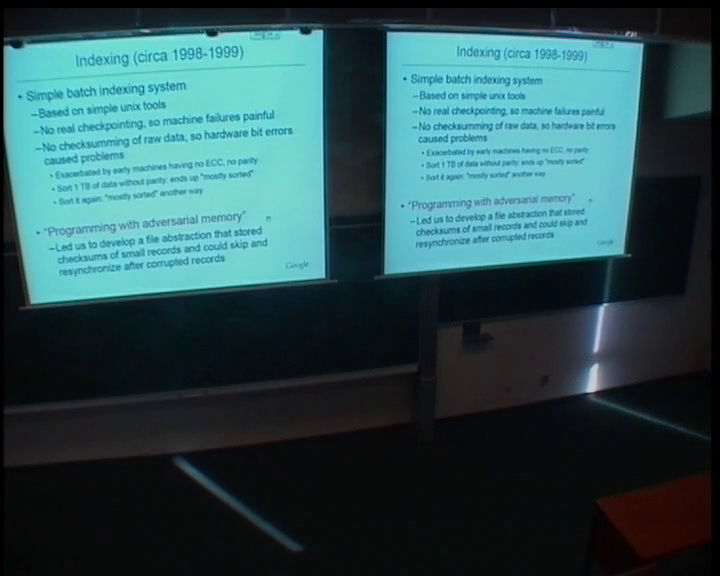 Indexing (circa 1998-1999)
• Simple batch indexing system
–Based on simple unix tools
–No real checkpointing, so machine failures painful
–No checksumming of raw data, so hardware bit errors
caused problems
• Exacerbated by early machines having no ECC, no parity
• Sort 1 TB of data without parity: ends up "mostly sorted"
• Sort it again: "mostly sorted" another way
• "Programming with adversarial memory"
–Led us to develop a file abstraction that stored
checksums of small records and could skip and
resynchronize after corrupted records
Google
Indexing (circa 1998-1999)
• Simple batch indexing system
–Based on simple unix tools
–No real checkpointing, so machine failures painful
–No checksumming of raw data, so hardware bit errors
caused problems
• Exacerbated by early machines having no ECC, no parity
• Sort 1 TB of data without parity: ends up "mostly sorted"
• Sort it again: "mostly sorted" another way
• "Programming with adversarial memory"
–Led us to develop a file abstraction that stored
checksums of small records and could skip and
resynchronize after corrupted records
Google